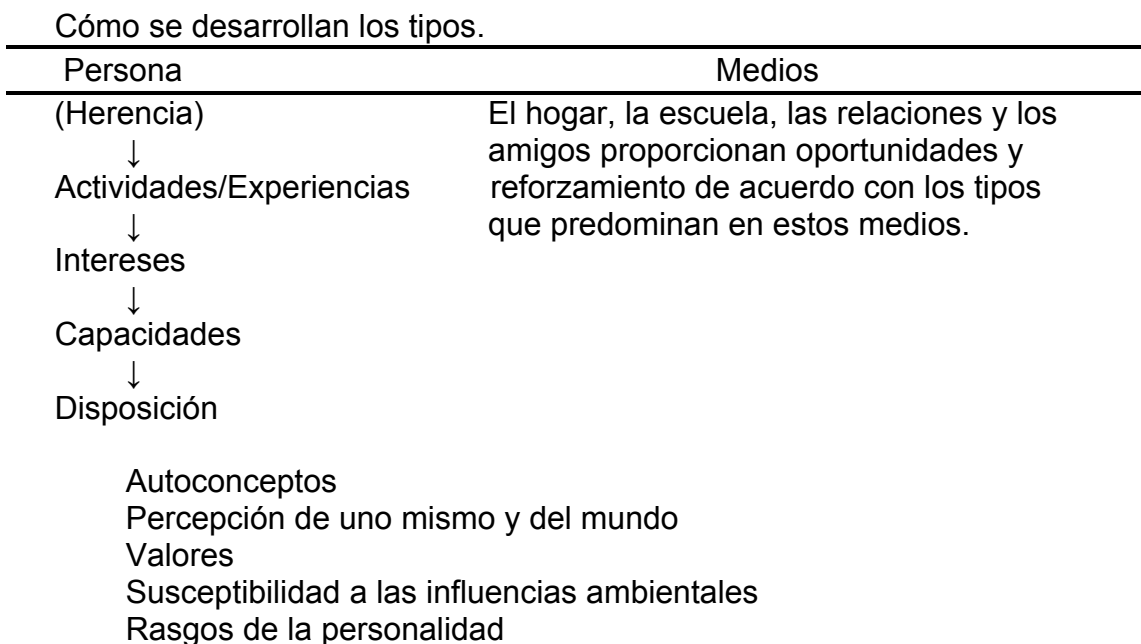 Cómo se desarrollan los tipos.
Persona Medios
(Herencia) El hogar, la escuela, las relaciones y los
↓ amigos proporcionan oportunidades y
Actividades/Experiencias reforzamiento de acuerdo con los tipos
↓ que predominan en estos medios.
Intereses
↓
Capacidades
↓
Disposición
Autoconceptos
Percepción de uno mismo y del mundo
Valores
Susceptibilidad a las influencias ambientales
Rasgos de la personalidad